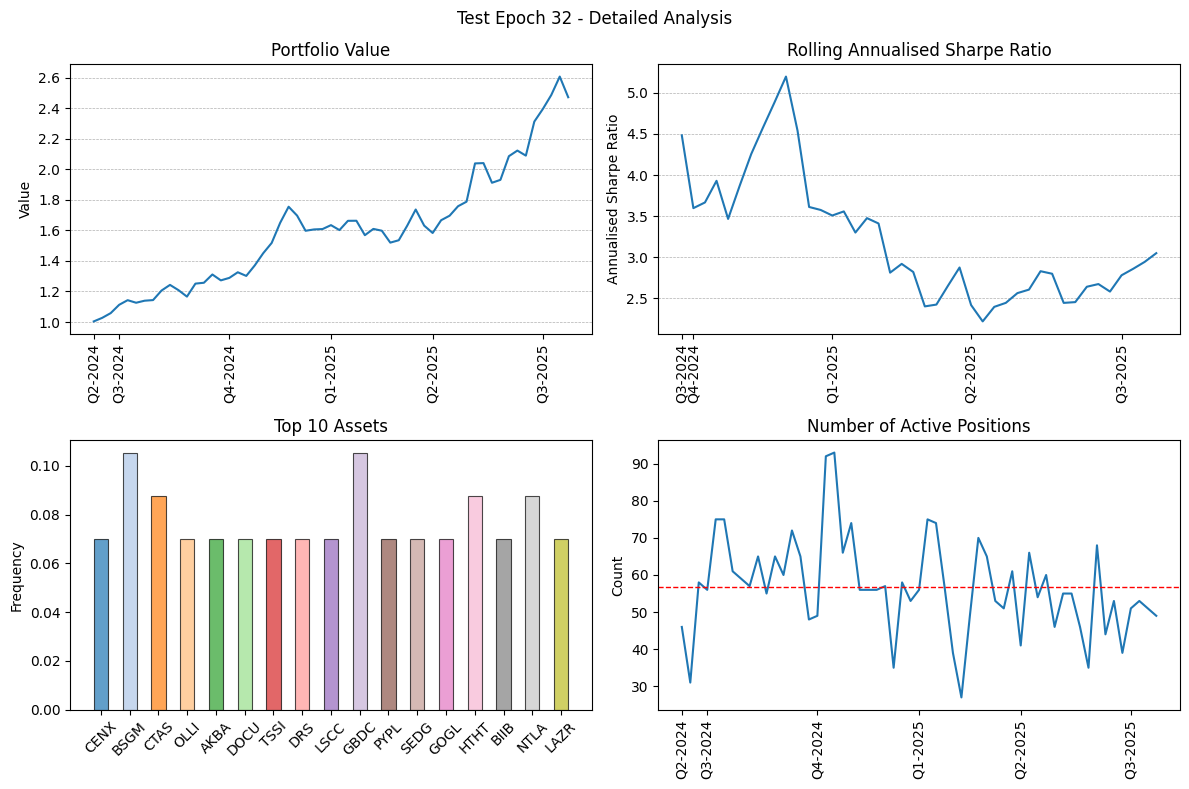 Test Epoch 32 - Detailed Analysis
Portfolio Value
Value
2.6
2.4
2.2
2.0
1.8
1.6
1.4
1.2
1.0
Q2-2024
Q3-2024
Q4-2024
Q1-2025
Q2-2025
Q3-2025
Rolling Annualised Sharpe Ratio
Annualised Sharpe Ratio
5.0
4.5
4.0
3.5
3.0
2.5
Q3-2024
Q4-2024
Q1-2025
Q2-2025
Q3-2025
Top 10 Assets
Frequency
0.10
0.08
0.06
0.04
0.02
0.00
CENX
BSGM
CTAS
OLLI
AKBA
DOCU
TSSI
DRS
LSCC
GBDC
PYPL
SEDG
GOGL
HTHT
BIIB
NTLA
LAZR
Number of Active Positions
Count
90
80
70
60
50
40
30
Q2-2024
Q3-2024
Q4-2024
Q1-2025
Q2-2025
Q3-2025